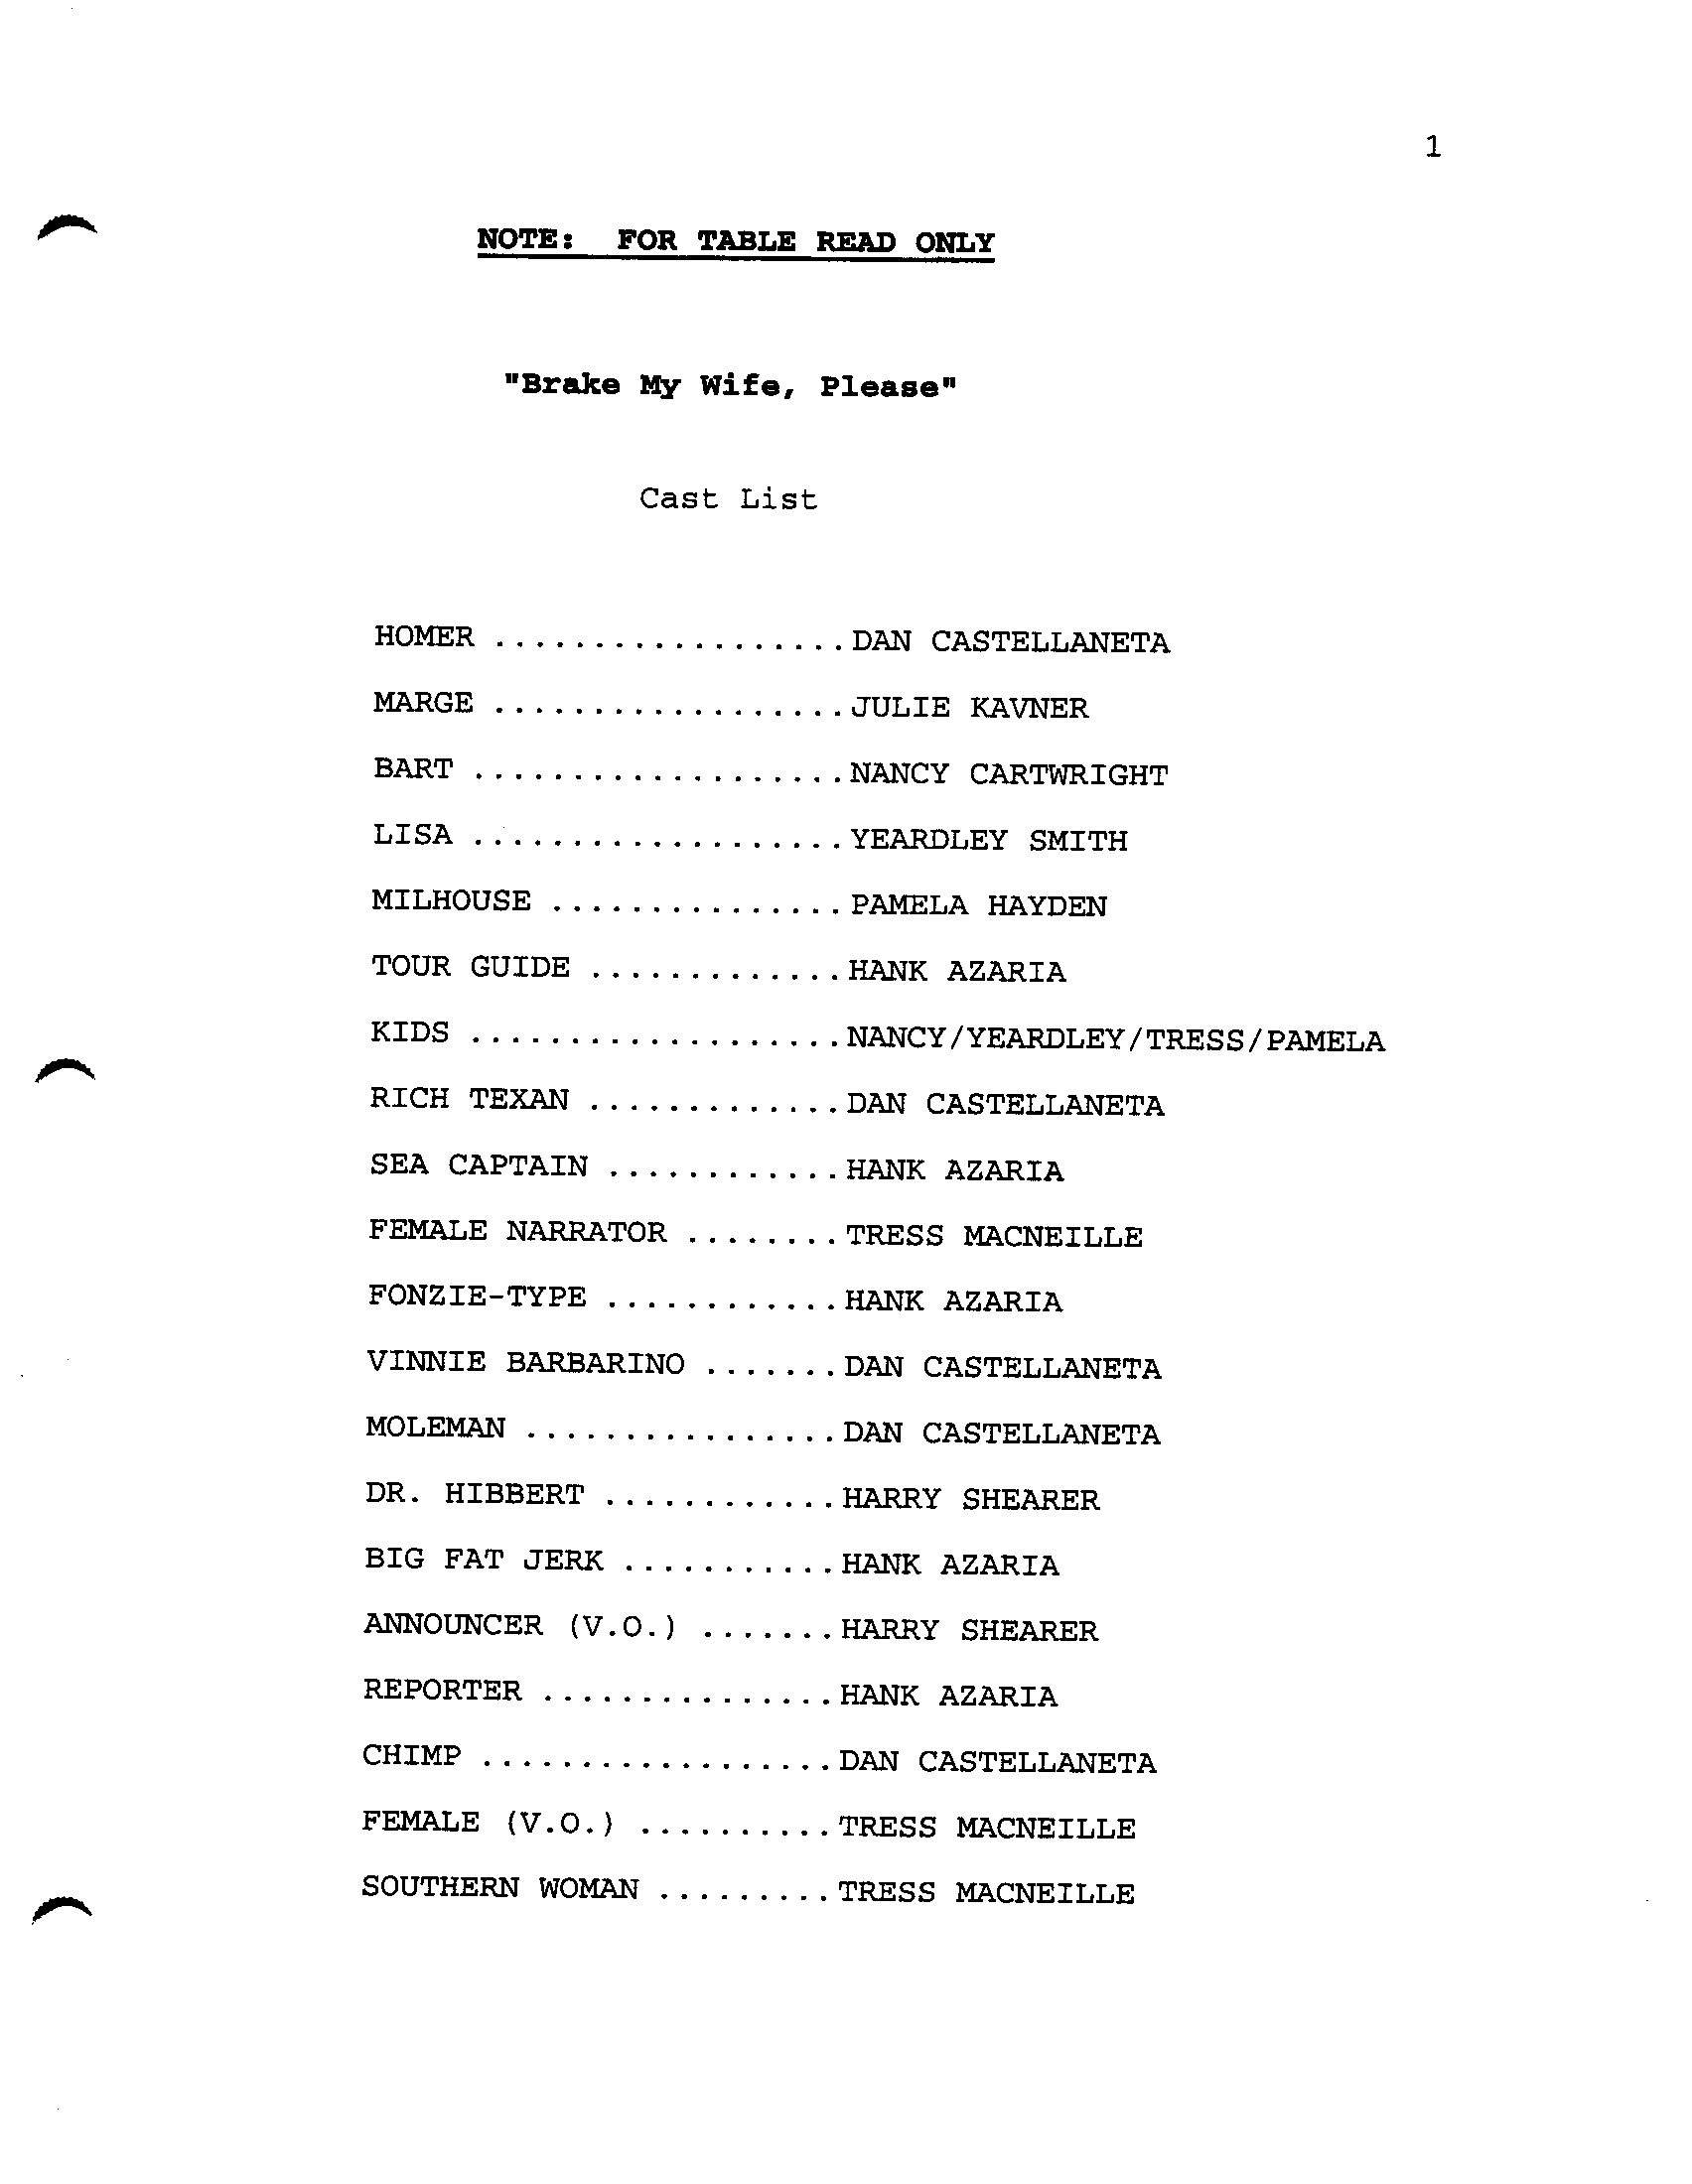 1
NOTE: FOR TABLE READ ONLY
"Brake My Wife, Please"
Cast List
HOMER ..................DAN CASTELLANETA
MARGE ..................JULIE KAVNER
BART ...................NANCY CARTWRIGHT
LISA ...................YEARDLEY SMITH
MILHOUSE ...............PAMELA HAYDEN
TOUR GUIDE .............HANK AZARIA
KIDS ...................NANCY/YEARDLEY/TRESS/PAMELA
RICH TEXAN .............DAN CASTELLANETA
SEA CAPTAIN ............HANK AZARIA
FEMALE NARRATOR ........TRESS MACNEILLE
FONZIE-TYPE ............HANK AZARIA
VINNIE BARBARINO .......DAN CASTELLANETA
MOLEMAN ................DAN CASTELLANETA
DR. HIBBERT ............HARRY SHEARER
BIG FAT JERK ...........HANK AZARIA
ANNOUNCER (V.O.) .......HARRY SHEARER
REPORTER ...............HANK AZARIA
CHIMP ..................DAN CASTELLANETA
FEMALE (V.O.) ..........TRESS MACNEILLE
SOUTHERN WOMAN .........TRESS MACNEILLE